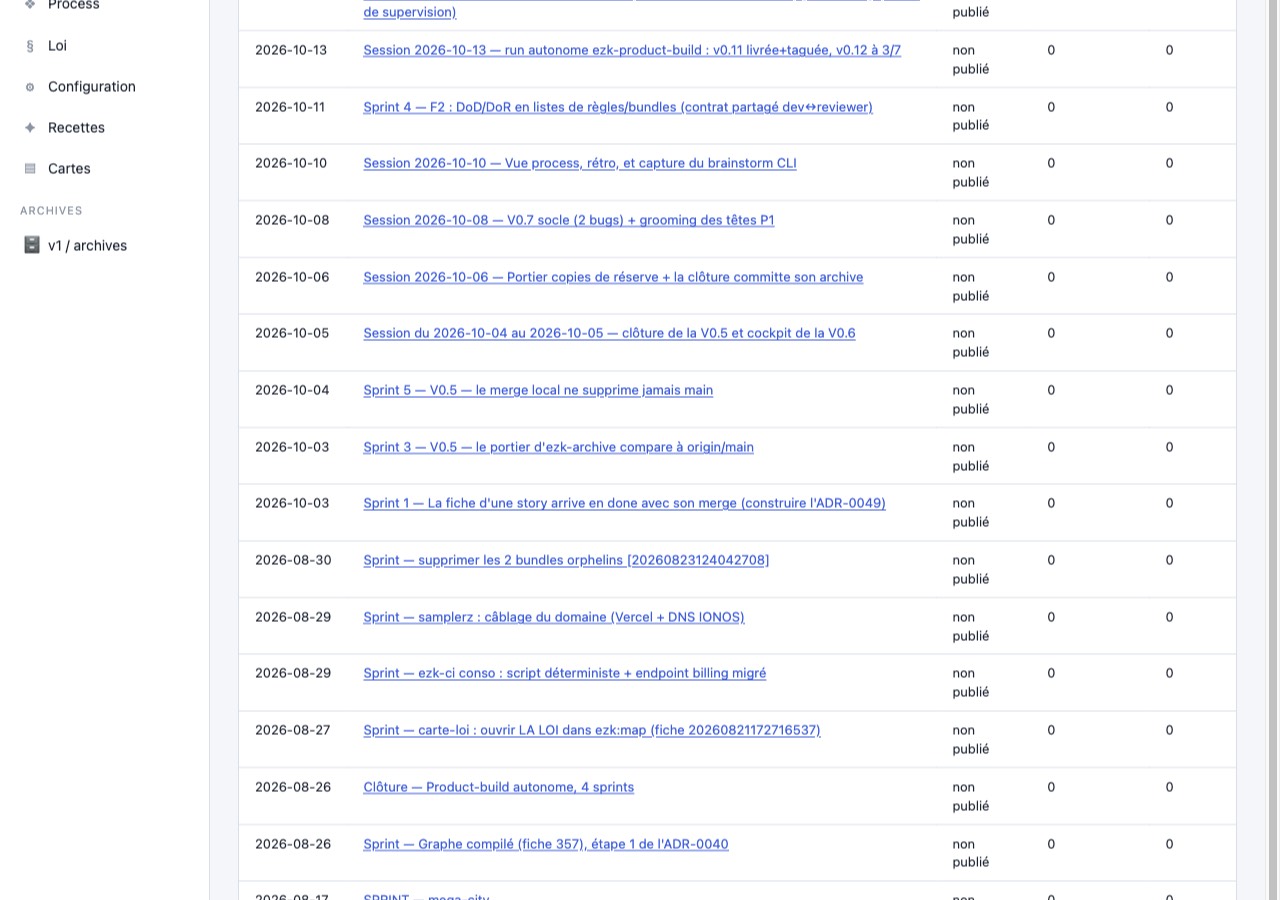 Process
Loi
Configuration
Recettes
Cartes
ARCHIVES
v1 / archives
de supervision)
publié
2026-10-13 Session 2026-10-13 — run autonome ezk-product-build : v0.11 livrée+taguée, v0.12 à 3/7 non 0 0
publié
2026-10-11 Sprint 4 — F2 : DoD/DoR en listes de règles/bundles (contrat partagé dev↔reviewer) non 0 0
publié
2026-10-10 Session 2026-10-10 — Vue process, rétro, et capture du brainstorm CLI non 0 0
publié
2026-10-08 Session 2026-10-08 — V0.7 socle (2 bugs) + grooming des têtes P1 non 0 0
publié
2026-10-06 Session 2026-10-06 — Portier copies de réserve + la clôture committe son archive non 0 0
publié
2026-10-05 Session du 2026-10-04 au 2026-10-05 — clôture de la V0.5 et cockpit de la V0.6 non 0 0
publié
2026-10-04 Sprint 5 — V0.5 — le merge local ne supprime jamais main non 0 0
publié
2026-10-03 Sprint 3 — V0.5 — le portier d'ezk-archive compare à origin/main non 0 0
publié
2026-10-03 Sprint 1 — La fiche d'une story arrive en done avec son merge (construire l'ADR-0049) non 0 0
publié
2026-08-30 Sprint — supprimer les 2 bundles orphelins [20260823124042708] non 0 0
publié
2026-08-29 Sprint — samplerz : câblage du domaine (Vercel + DNS IONOS) non 0 0
publié
2026-08-29 Sprint — ezk-ci conso : script déterministe + endpoint billing migré non 0 0
publié
2026-08-27 Sprint — carte-loi : ouvrir LA LOI dans ezk:map (fiche 20260821172716537) non 0 0
publié
2026-08-26 Clôture — Product-build autonome, 4 sprints non 0 0
publié
2026-08-26 Sprint — Graphe compilé (fiche 357), étape 1 de l'ADR-0040 non 0 0
publié
2026-08-17 SPRINT — mega-city non 0 0